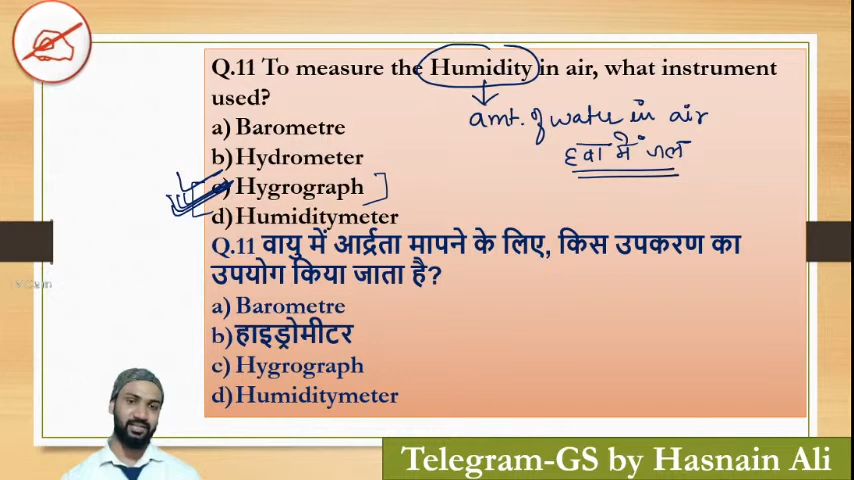 Q.11 To measure the Humidity in air, what instrument
used?
amt. of water in air
a) Barometre
हवा में जल
b) Hydrometer
c) Hygrograph
d) Humiditymeter
Q.11 वायु में आर्द्रता मापने के लिए, किस उपकरण का
उपयोग किया जाता है?
a) Barometre
b) हाइड्रोमीटर
c) Hygrograph
d) Humiditymeter
Telegram-GS by Hasnain Ali